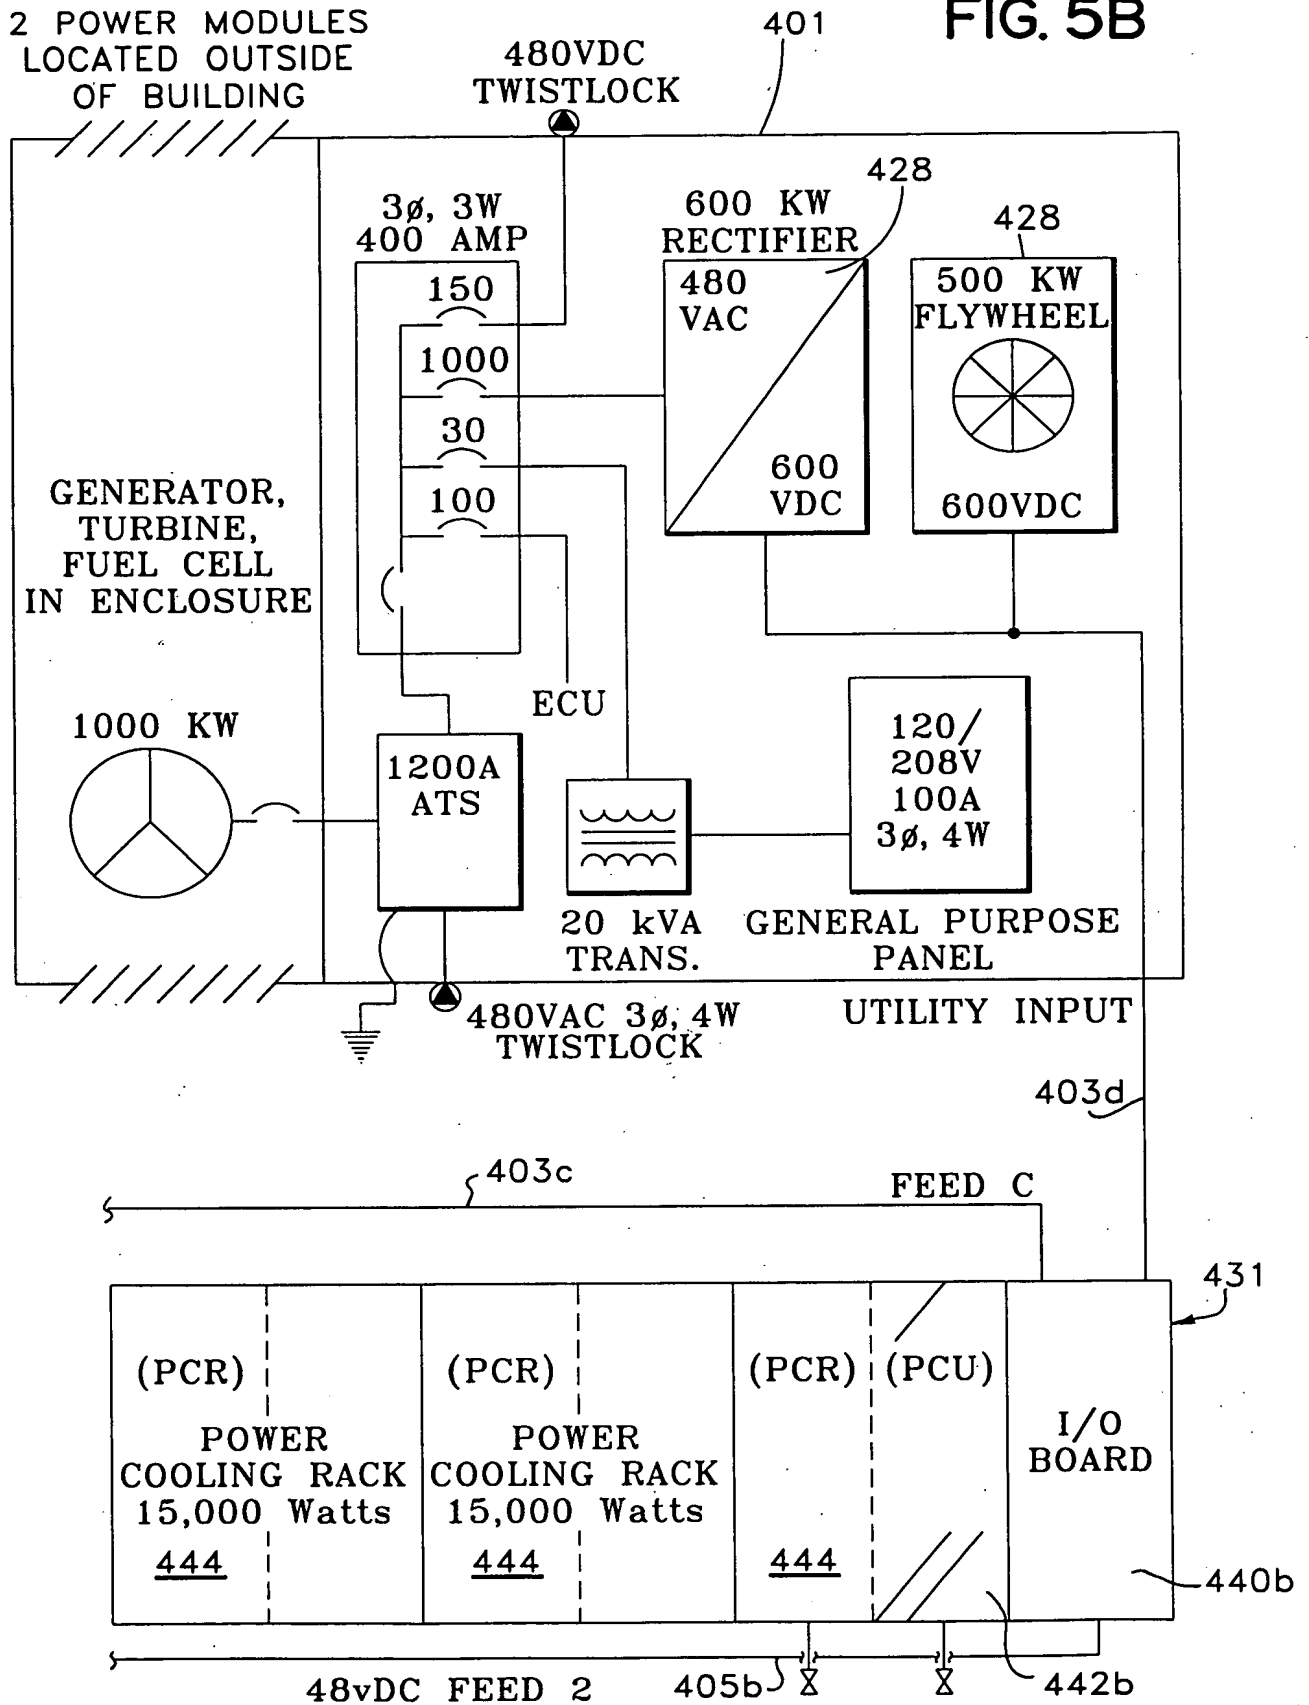 2 POWER MODULES
LOCATED OUTSIDE
OF BUILDING
FIG. 5B
401
480VDC
TWISTLOCK
3ø, 3W
400 AMP
150
1000
30
100
600 KW
RECTIFIER
428
480
VAC
600
VDC
428
500 KW
FLYWHEEL
600VDC
GENERATOR,
TURBINE,
FUEL CELL
IN ENCLOSURE
1000 KW
ECU
1200A
ATS
120/
208V
100A
3ø, 4W
20 kVA
TRANS.
GENERAL PURPOSE
PANEL
480VAC 3ø, 4W
TWISTLOCK
UTILITY INPUT
403d
403c
FEED C
431
(PCR)
POWER
COOLING RACK
15,000 Watts
444
(PCR)
POWER
COOLING RACK
15,000 Watts
444
(PCR)
444
(PCU)
I/O
BOARD
440b
48vDC FEED 2
405b
442b